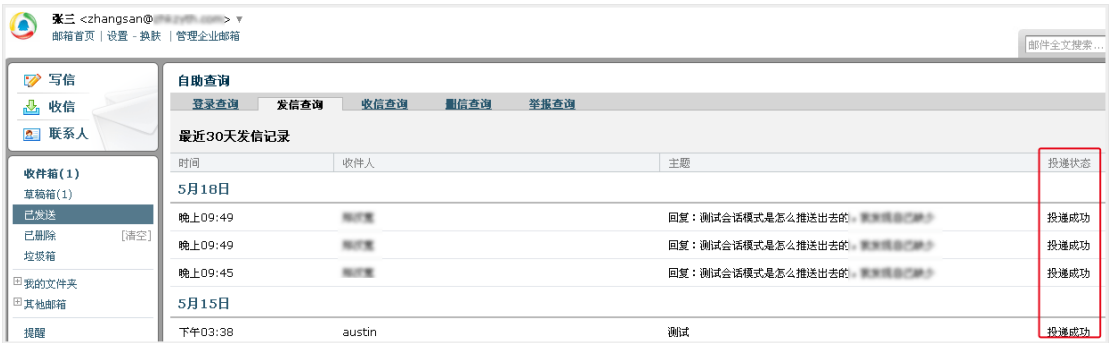 张三 <zhangsan@
邮箱首页 | 设置 - 换肤 | 管理企业邮箱
邮件全文搜索...
写信
收信
联系人
收件箱(1)
草稿箱(1)
已发送
已删除 [清空]
垃圾箱
我的文件夹
其他邮箱
提醒
自助查询
登录查询 发信查询 收信查询 删信查询 举报查询
最近30天发信记录
时间 收件人 主题 投递状态
5月18日
晚上09:49 回复：测试会话模式是怎么推送出去的 投递成功
晚上09:49 回复：测试会话模式是怎么推送出去的 投递成功
晚上09:45 回复：测试会话模式是怎么推送出去的 投递成功
5月15日
下午03:38 austin 测试 投递成功